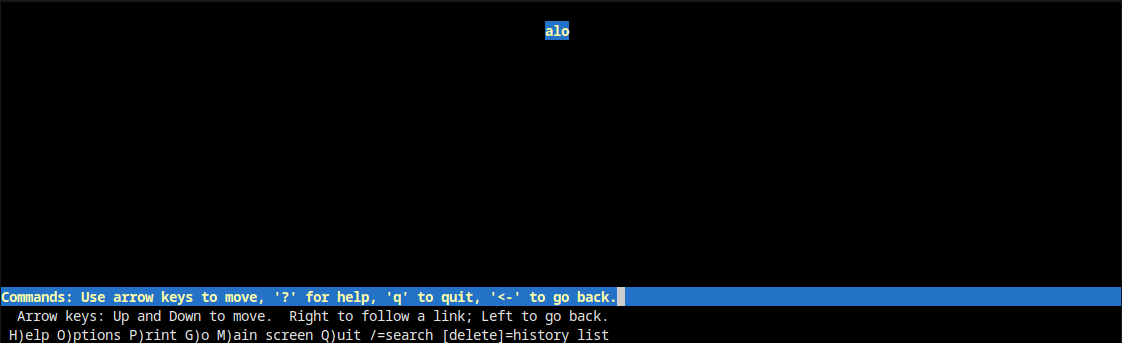 alo
Commands: Use arrow keys to move, '?' for help, 'q' to quit, '<-' to go back.
Arrow keys: Up and Down to move.  Right to follow a link; Left to go back.
H)elp O)ptions P)rint G)o M)ain screen Q)uit /=search [delete]=history list